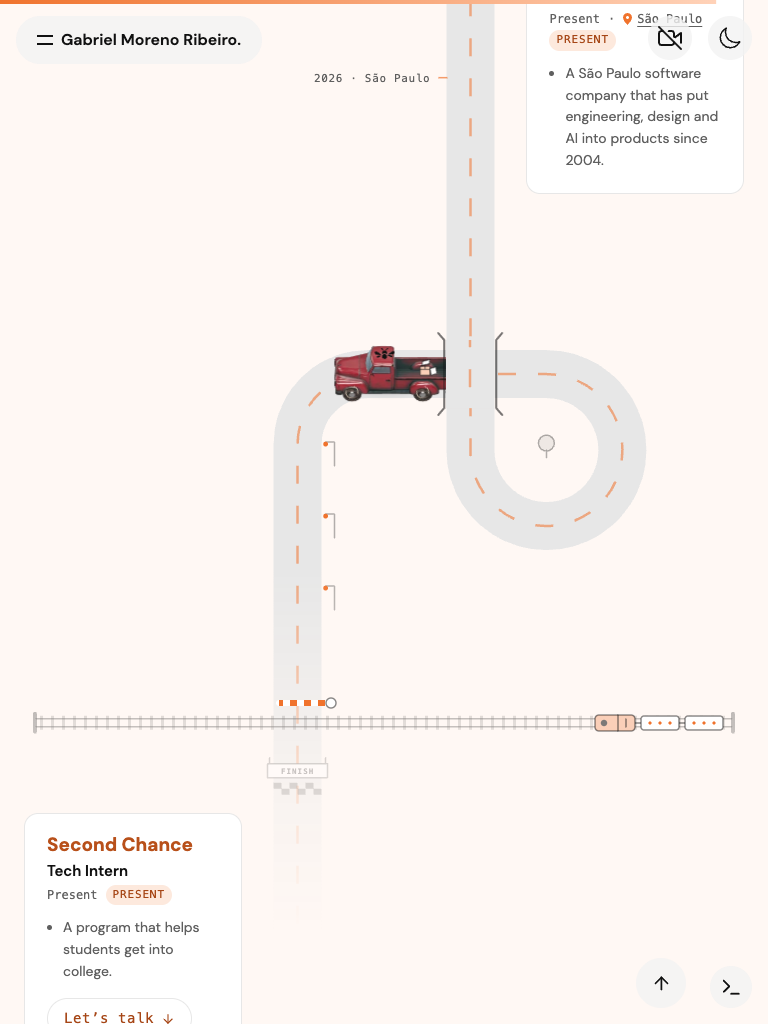 Present · São Paulo
Gabriel Moreno Ribeiro.
PRESENT
2026 · São Paulo
A São Paulo software
company that has put
engineering, design and
AI into products since
2004.
FINISH
Second Chance
Tech Intern
Present PRESENT
A program that helps
students get into
college.
Let’s talk ↓